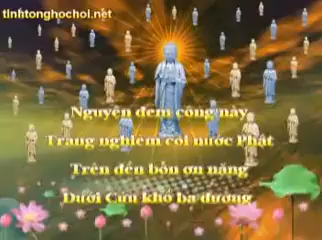 tinhtonghochoi.net
Nguyện đem công này
Trang nghiêm cõi nước Phật
Trên đền bốn ơn nặng
Dưới Cứu khổ ba đường